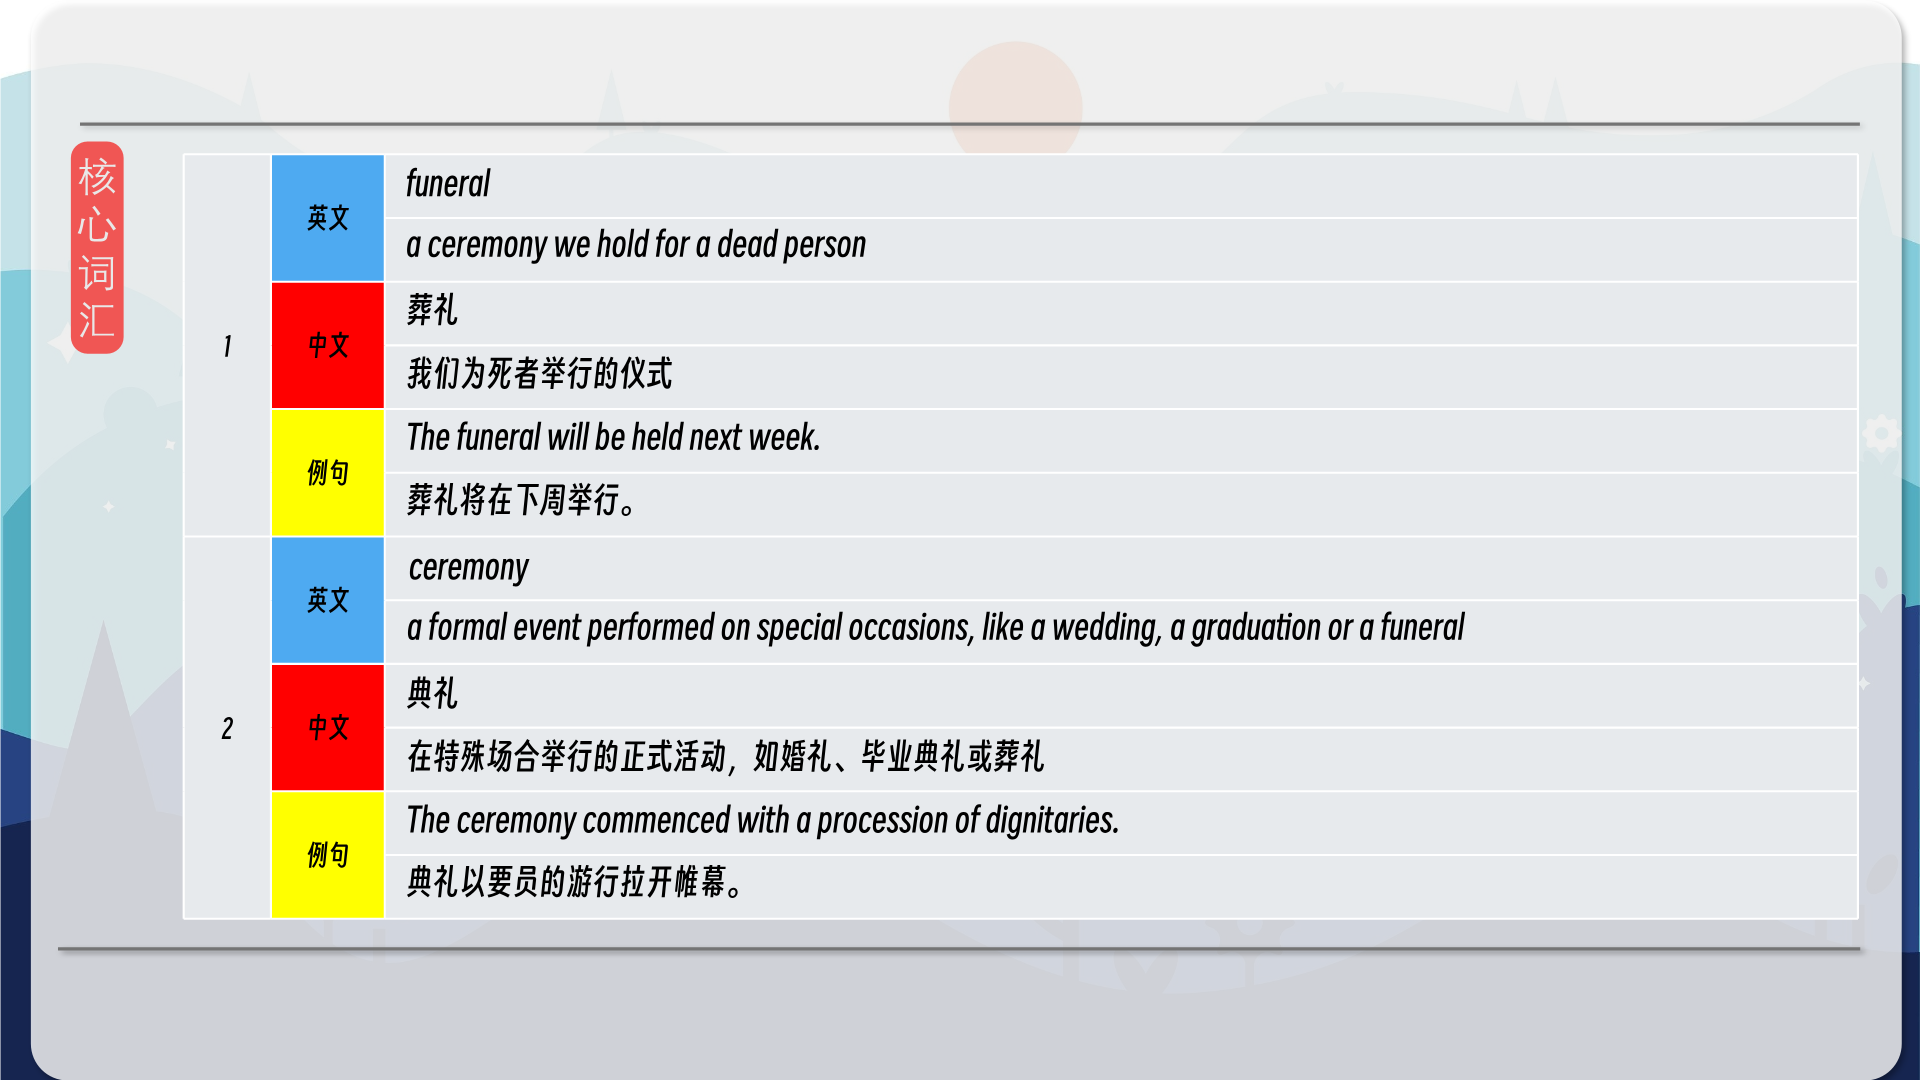 核
心
词
汇
1
英文
funeral
a ceremony we hold for a dead person
中文
葬礼
我们为死者举行的仪式
例句
The funeral will be held next week.
葬礼将在下周举行。
2
英文
ceremony
a formal event performed on special occasions, like a wedding, a graduation or a funeral
中文
典礼
在特殊场合举行的正式活动，如婚礼、毕业典礼或葬礼
例句
The ceremony commenced with a procession of dignitaries.
典礼以要员的游行拉开帷幕。